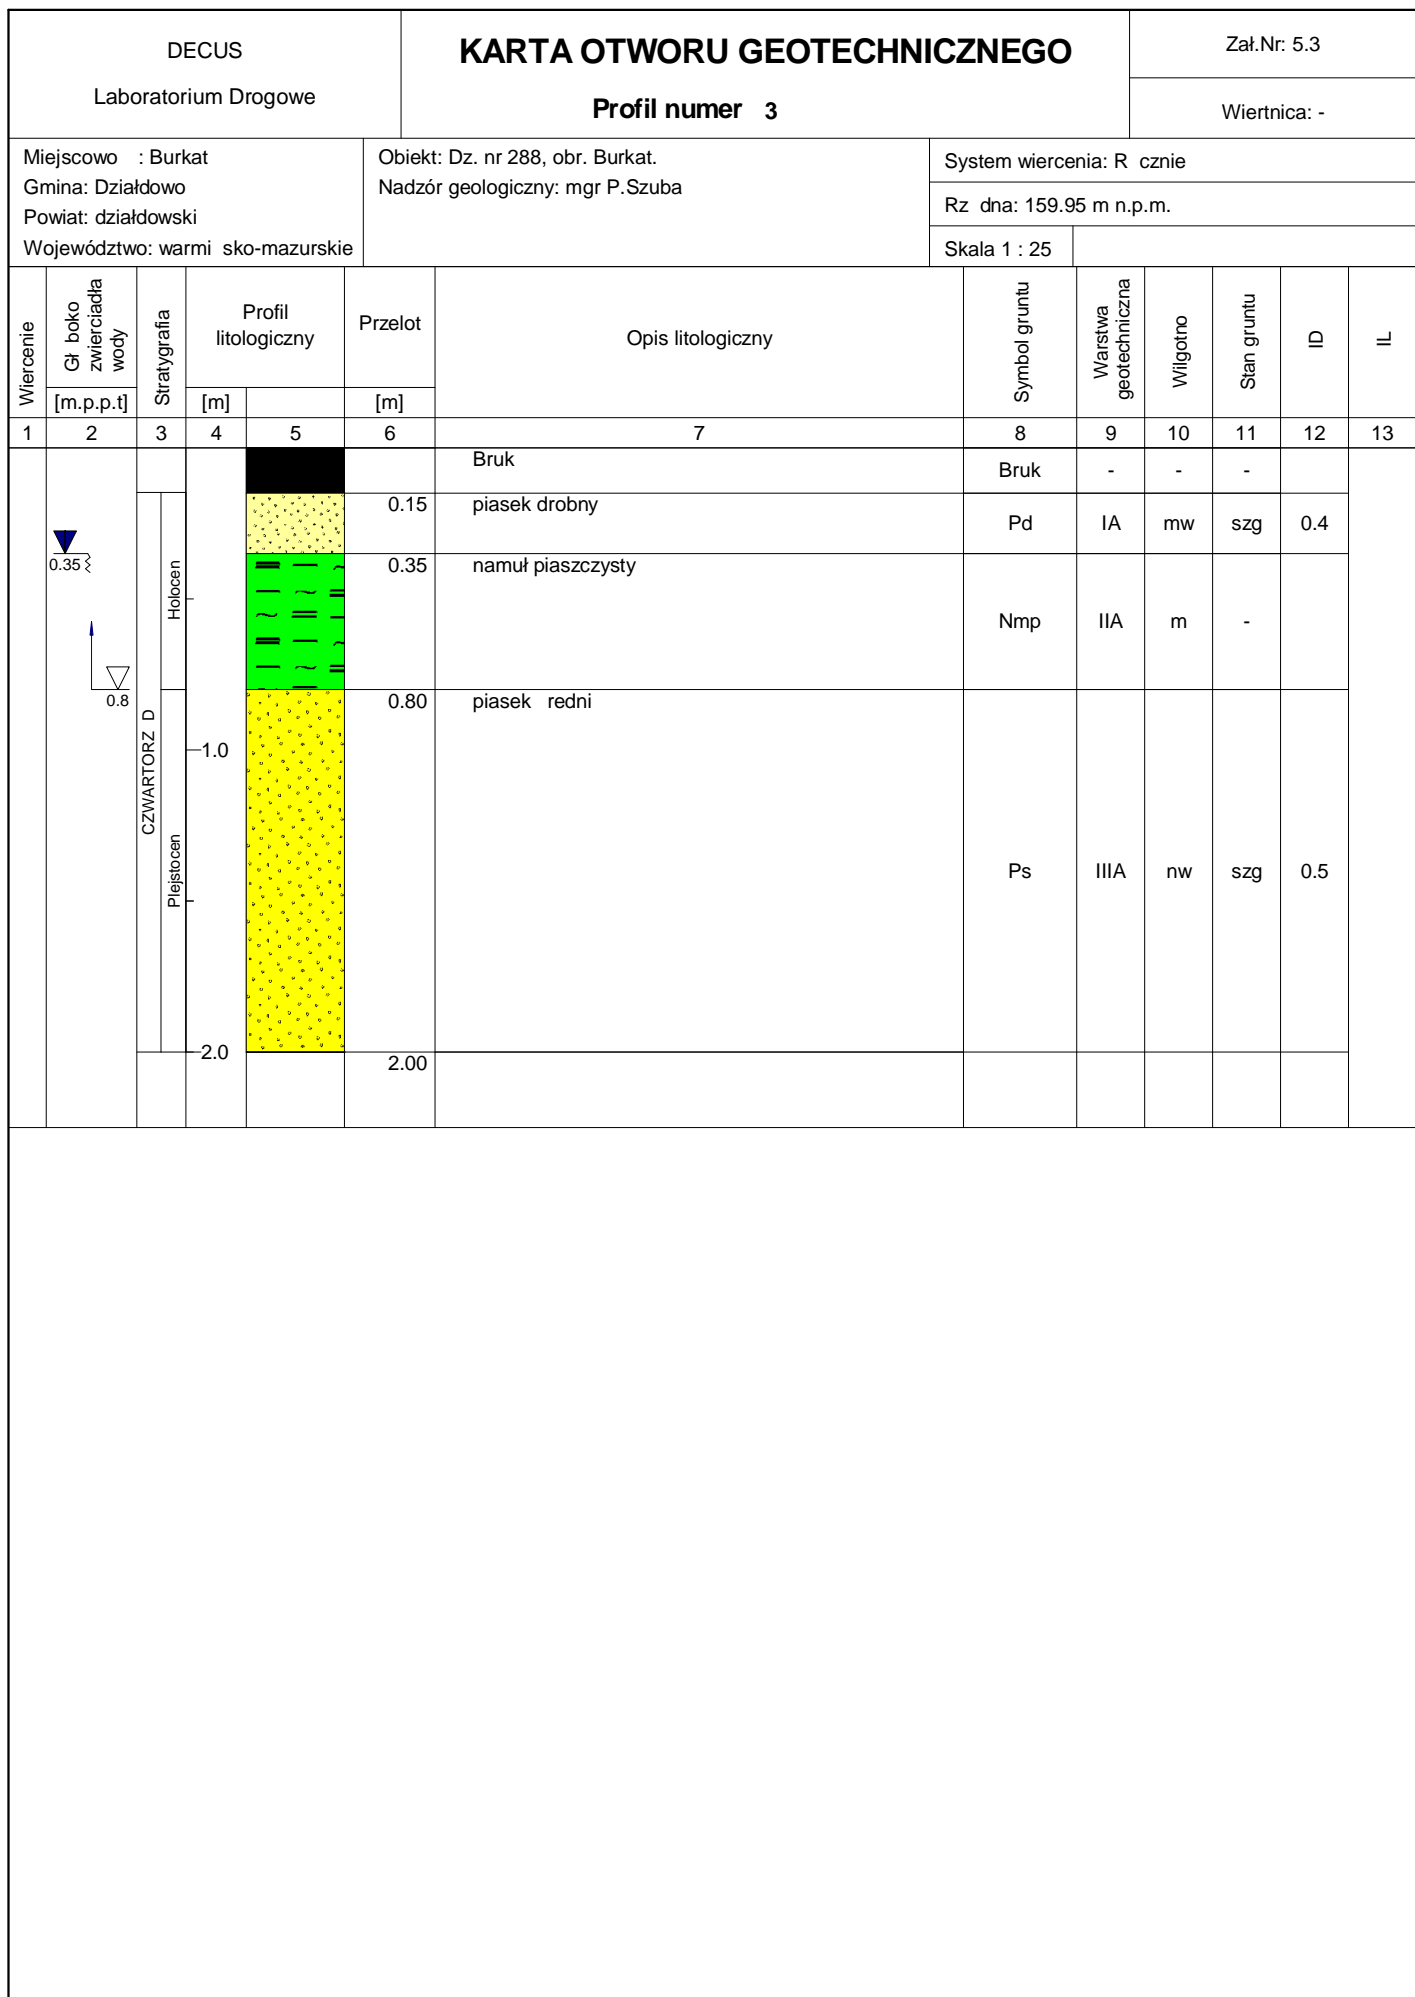 DECUS
Laboratorium Drogowe
KARTA OTWORU GEOTECHNICZNEGO
Profil numer 3
Zał.Nr: 5.3
Wiertnica: -
Miejscowo : Burkat
Gmina: Działdowo
Powiat: działdowski
Województwo: warmi sko-mazurskie
Obiekt: Dz. nr 288, obr. Burkat.
Nadzór geologiczny: mgr P.Szuba
System wiercenia: R cznie
Rz dna: 159.95 m n.p.m.
Skala 1 : 25
Wiercenie
Gł boko
zwierciadła
wody
[m.p.p.t]
Stratygrafia
Profil
litologiczny
[m]
Przelot
[m]
Opis litologiczny
Symbol gruntu
Warstwa
geotechniczna
Wilgotno
Stan gruntu
ID
IL
1 2 3 4 5 6 7 8 9 10 11 12 13
Bruk Bruk - - -
0.15 piasek drobny Pd IA mw szg 0.4
0.35
0.35 namuł piaszczysty Nmp IIA m -
Holocen
0.8
0.80 piasek redni Ps IIIA nw szg 0.5
CZWARTORZ D
Plejstocen
1.0
2.0
2.00